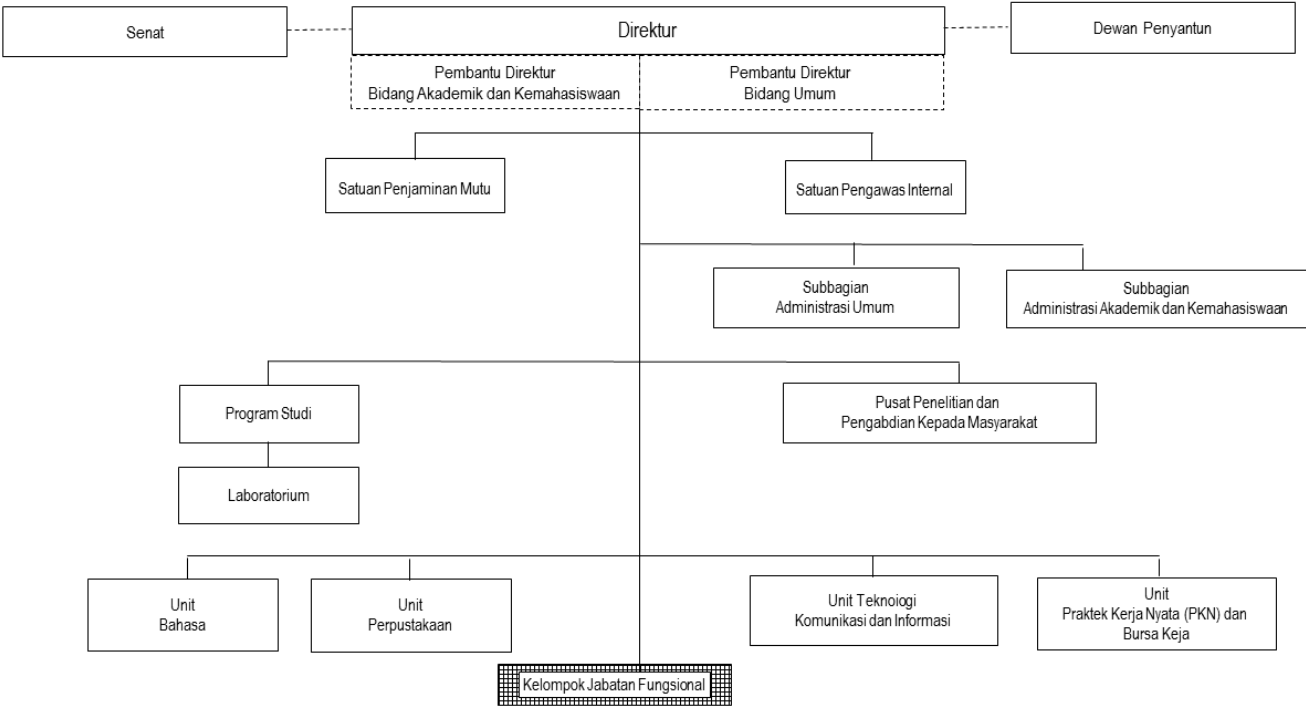 Senat
Direktur
Dewan Penyantun
Pembantu Direktur
Bidang Akademik dan Kemahasiswaan
Pembantu Direktur
Bidang Umum
Satuan Penjaminan Mutu
Satuan Pengawas Internal
Subbagian
Administrasi Umum
Subbagian
Administrasi Akademik dan Kemahasiswaan
Program Studi
Pusat Penelitian dan
Pengabdian Kepada Masyarakat
Laboratorium
Unit
Bahasa
Unit
Perpustakaan
Unit Teknoiogi
Komunikasi dan Informasi
Unit
Praktek Kerja Nyata (PKN) dan
Bursa Keja
Kelompok Jabatan Fungsional